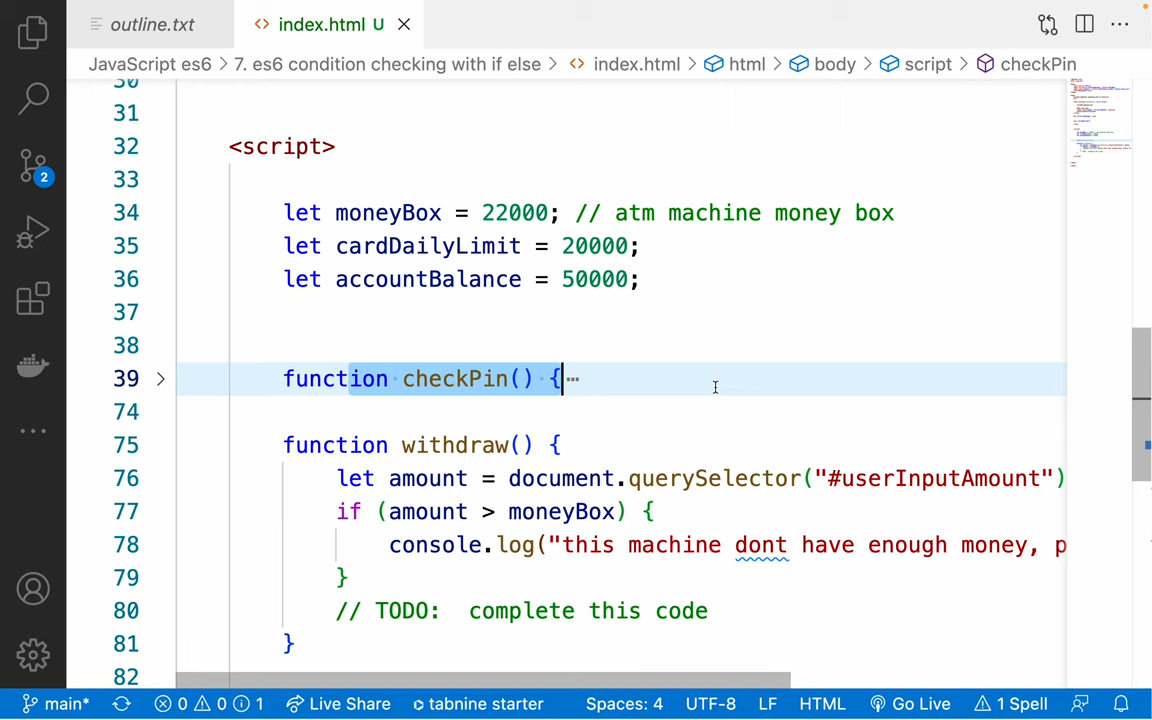 outline.txt
index.html U
JavaScript es6 > 7. es6 condition checking with if else > index.html > html > body > script > checkPin
30
31
32 <script>
33
34 let moneyBox = 22000; // atm machine money box
35 let cardDailyLimit = 20000;
36 let accountBalance = 50000;
37
38
39 function checkPin() {
74
75 function withdraw() {
76 let amount = document.querySelector("#userInputAmount")
77 if (amount > moneyBox) {
78 console.log("this machine dont have enough money, p
79 }
80 // TODO:  complete this code
81 }
82
2
main* 0 0 1 Live Share tabnine starter Spaces: 4 UTF-8 LF HTML Go Live 1 Spell